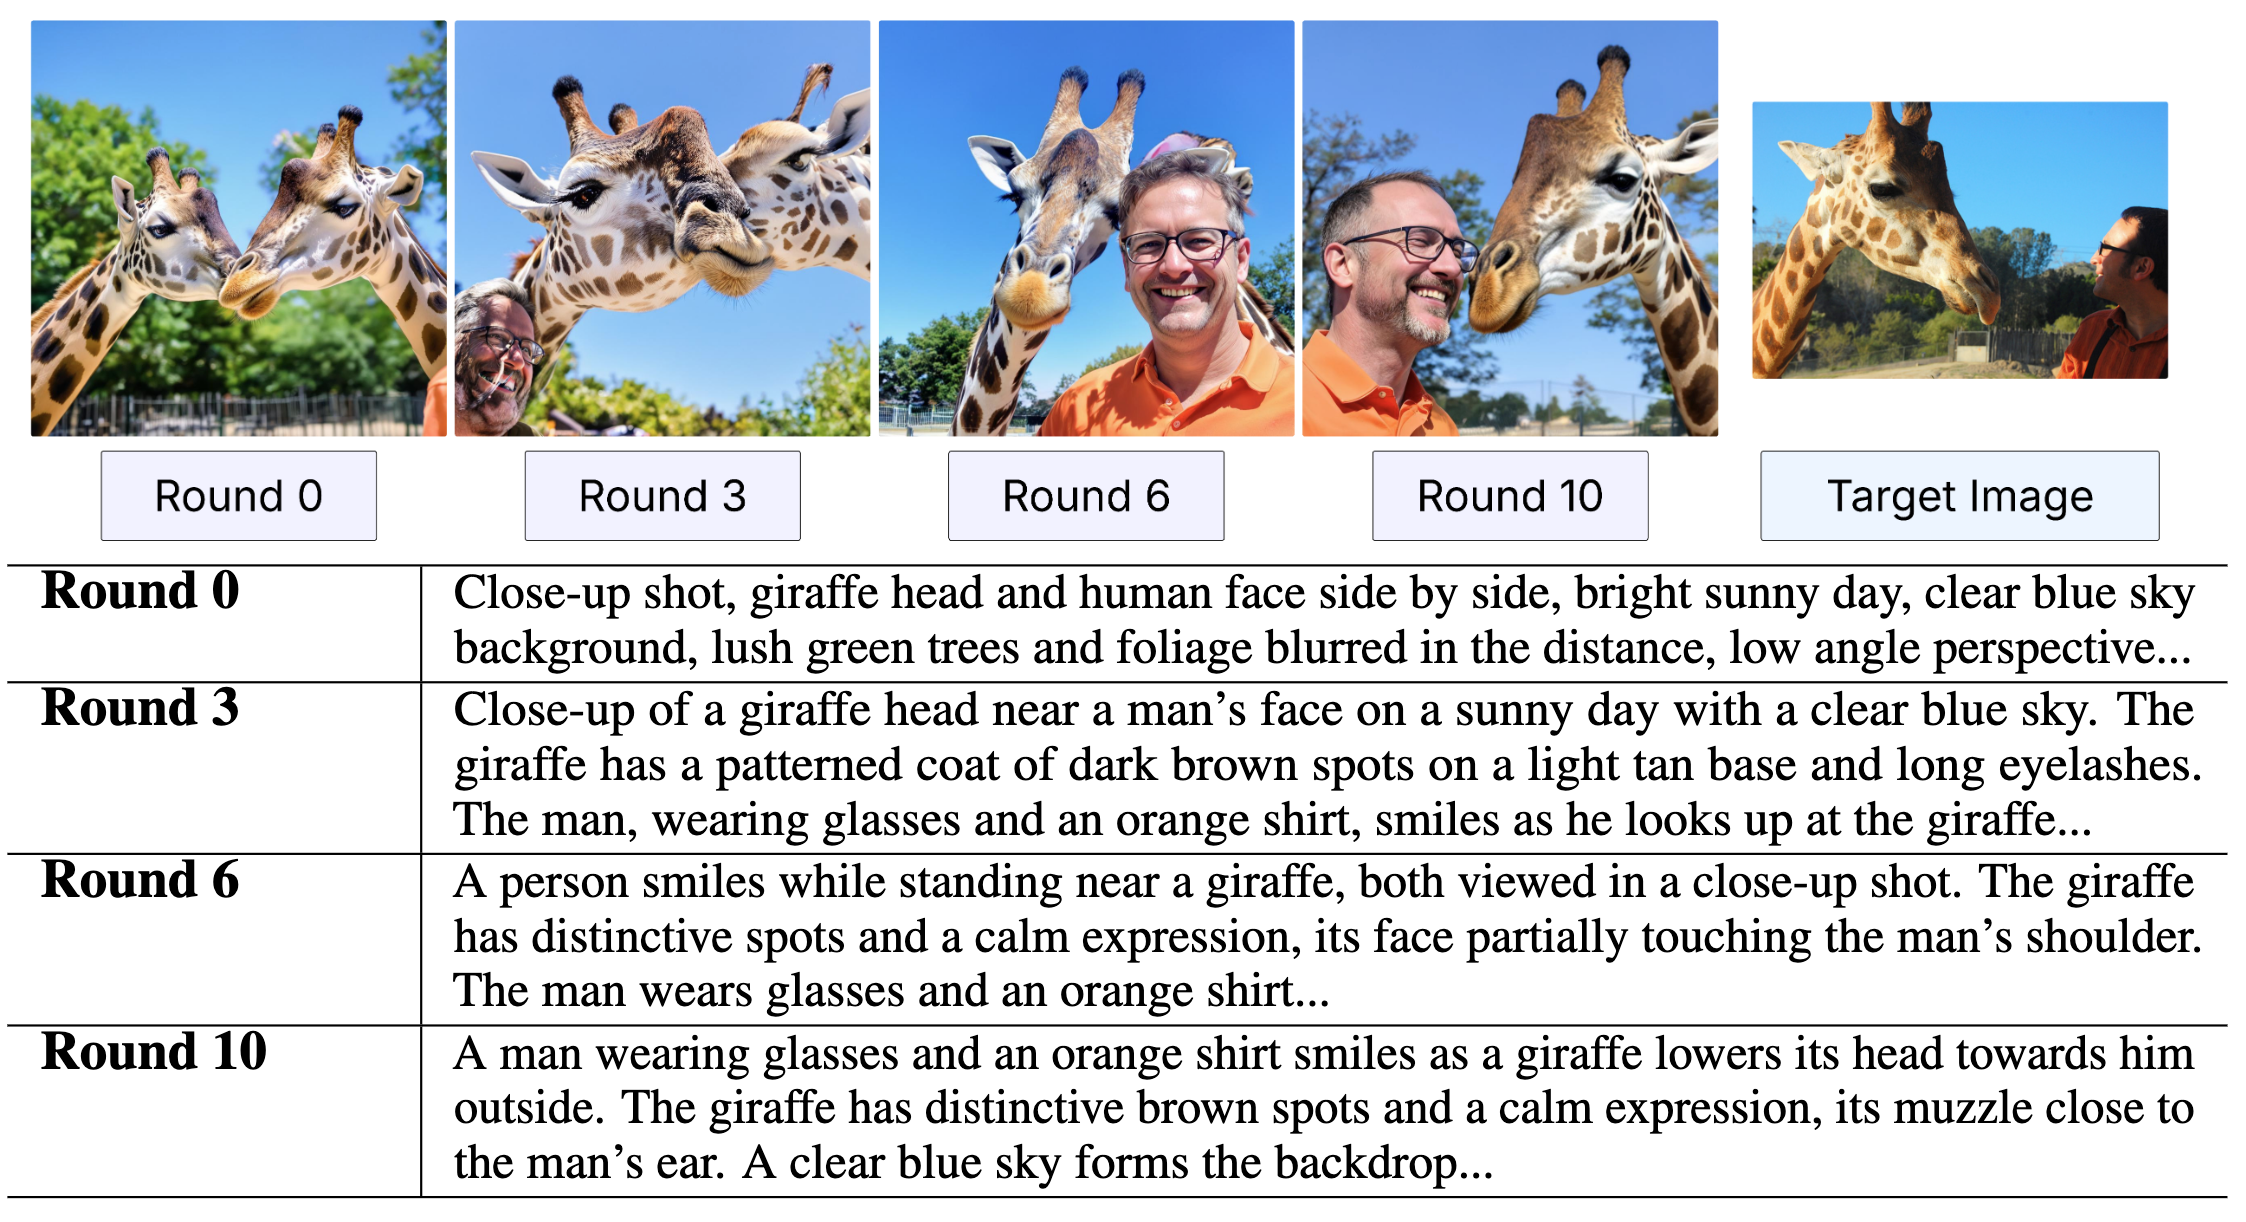 Round 0
Round 3
Round 6
Round 10
Target Image
Round 0
Close-up shot, giraffe head and human face side by side, bright sunny day, clear blue sky
background, lush green trees and foliage blurred in the distance, low angle perspective...
Round 3
Close-up of a giraffe head near a man’s face on a sunny day with a clear blue sky. The
giraffe has a patterned coat of dark brown spots on a light tan base and long eyelashes.
The man, wearing glasses and an orange shirt, smiles as he looks up at the giraffe...
Round 6
A person smiles while standing near a giraffe, both viewed in a close-up shot. The giraffe
has distinctive spots and a calm expression, its face partially touching the man’s shoulder.
The man wears glasses and an orange shirt...
Round 10
A man wearing glasses and an orange shirt smiles as a giraffe lowers its head towards him
outside. The giraffe has distinctive brown spots and a calm expression, its muzzle close to
the man’s ear. A clear blue sky forms the backdrop...